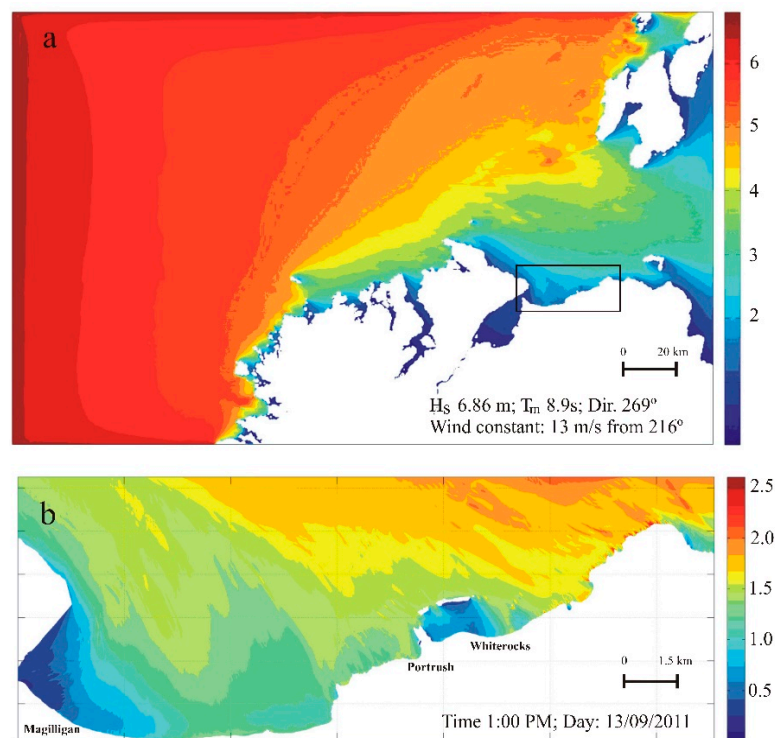 a
6
5
4
3
2
0 20 km
HS 6.86 m; Tm 8.9s; Dir. 269°
Wind constant: 13 m/s from 216°
b
2.5
2.0
1.5
1.0
0.5
Whiterocks
Portrush
0 1.5 km
Magilligan
Time 1:00 PM; Day: 13/09/2011